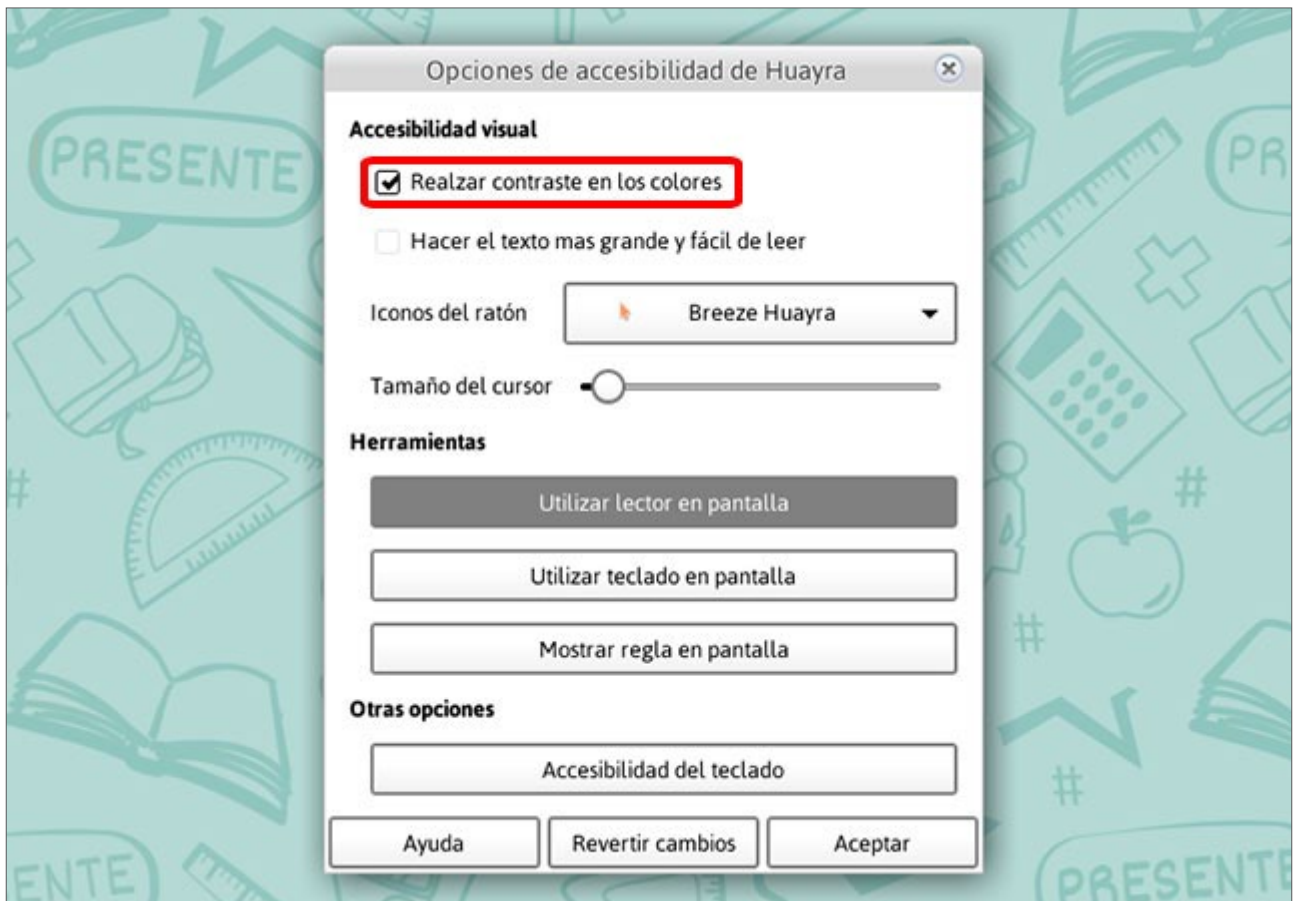 Opciones de accesibilidad de Huayra
Accesibilidad visual
Realzar contraste en los colores
Hacer el texto mas grande y fácil de leer
Iconos del ratón
Breeze Huayra
Tamaño del cursor
Herramientas
Utilizar lector en pantalla
Utilizar teclado en pantalla
Mostrar regla en pantalla
Otras opciones
Accesibilidad del teclado
Ayuda
Revertir cambios
Aceptar
PRESENTE
PR
#
#
#
#
ENTE
PRESENTE